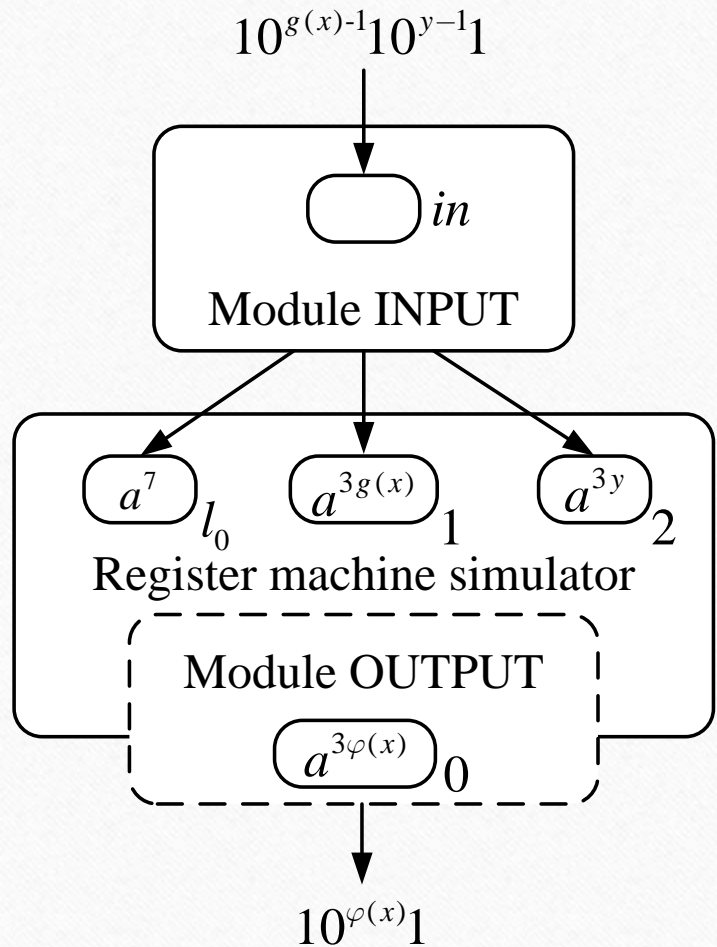 10^{g(x)-1}10^{y-1}1
in
Module INPUT
a^7 l_0 a^{3g(x)} 1 a^{3y} 2
Register machine simulator
Module OUTPUT
a^{3φ(x)} 0
10^{φ(x)}1